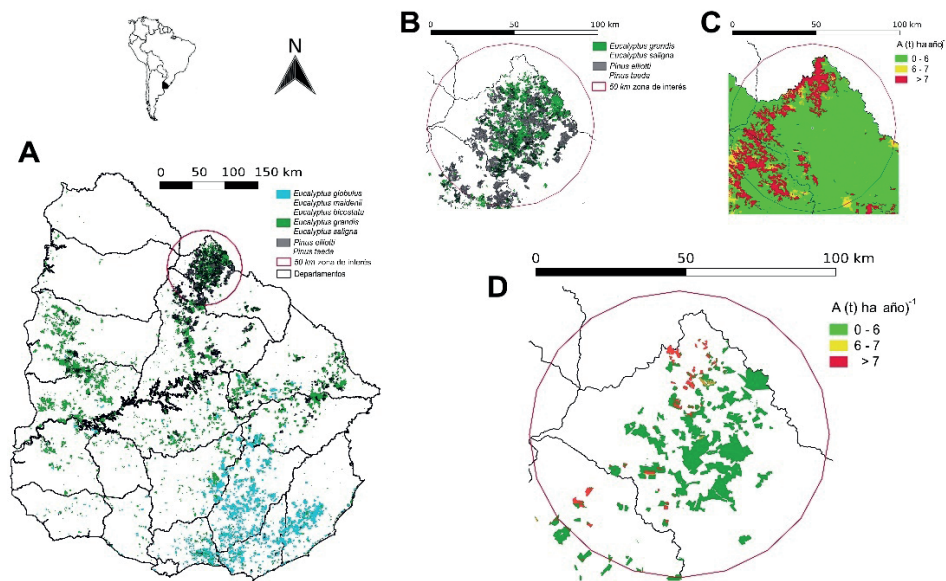 N
A
0 50 100 150 km
Eucalyptus globulus
Eucalyptus maidenii
Eucalyptus bicostata
Eucalyptus grandis
Eucalyptus saligna
Pinus elliotti
Pinus taeda
50 km zona de interés
Departamentos
B
0 50 100 km
Eucalyptus grandis
Eucalyptus saligna
Pinus elliotti
Pinus taeda
50 km zona de interés
C
0 50 100 km
A (t) ha año)⁻¹
0 - 6
6 - 7
> 7
D
0 50 100 km
A (t) ha año)⁻¹
0 - 6
6 - 7
> 7